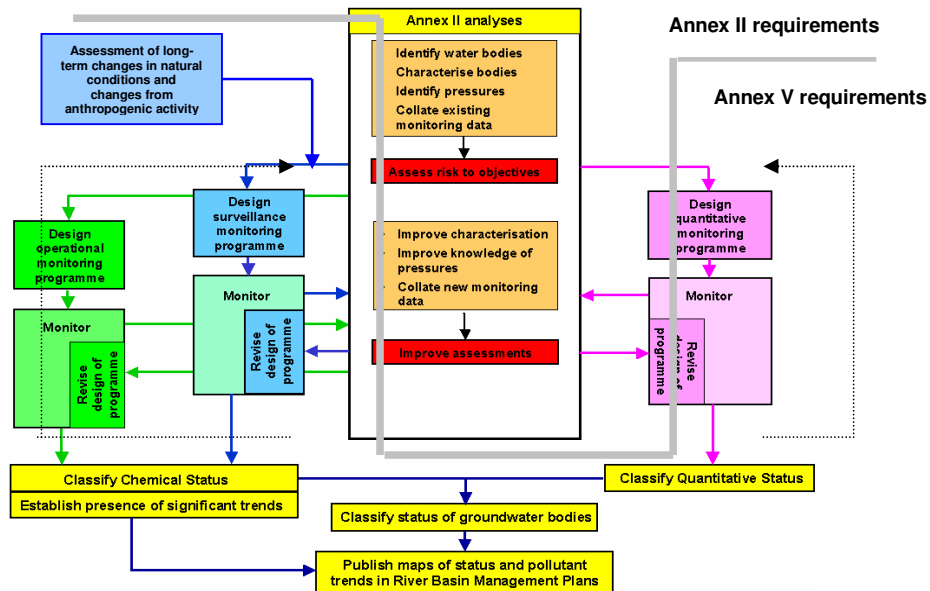 Annex II analyses
Annex II requirements
Annex V requirements
Assessment of long-
term changes in natural
conditions and
changes from
anthropogenic activity
Identify water bodies
Characterise bodies
Identify pressures
Collate existing
monitoring data
Assess risk to objectives
Design
surveillance
monitoring
programme
Design
operational
monitoring
programme
Design
quantitative
monitoring
programme
Improve characterisation
Improve knowledge of
pressures
Collate new monitoring
data
Monitor
Revise
design of
programme
Monitor
Revise
design of
programme
Monitor
Revise
design of
programme
Improve assessments
Classify Chemical Status
Establish presence of significant trends
Classify Quantitative Status
Classify status of groundwater bodies
Publish maps of status and pollutant
trends in River Basin Management Plans